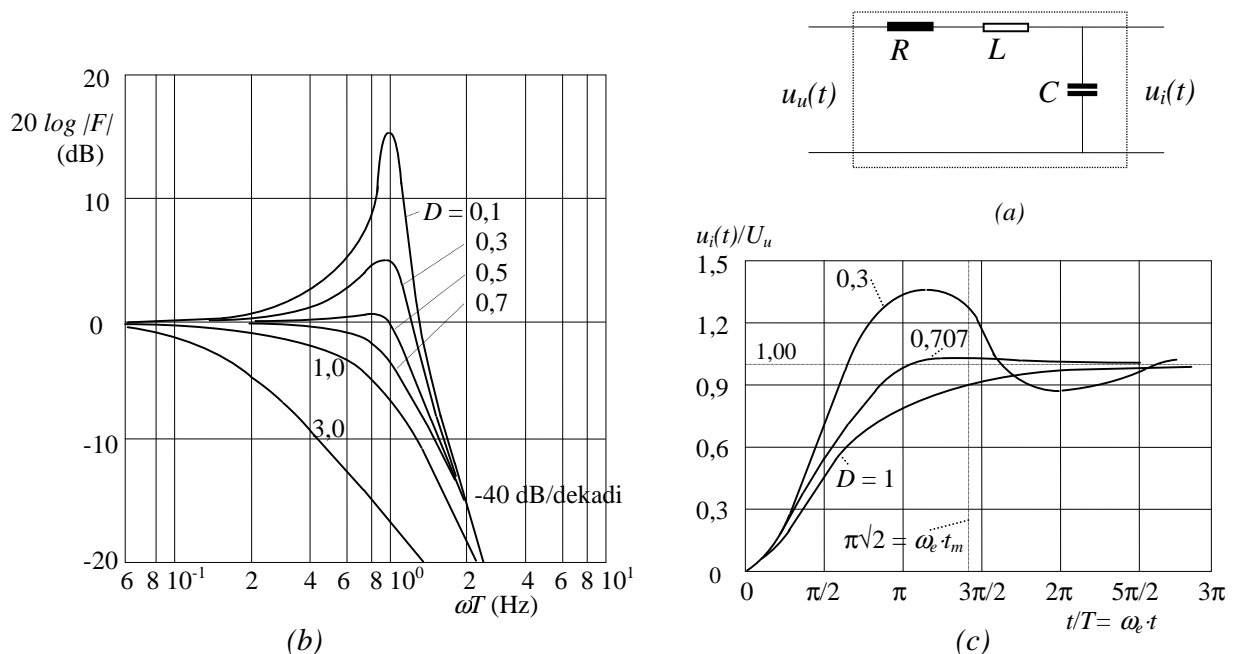 20
20 log |F|
(dB)
10
0
-10
-20
D = 0,1
0,3
0,5
0,7
1,0
3,0
-40 dB/dekadi
6 8 10⁻¹ 2 4 6 8 10⁰ 2 4 6 8 10¹
ωT (Hz)
(b)
R
L
C
uᵤ(t)
uᵢ(t)
(a)
uᵢ(t)/Uᵤ
1,5
1,2
0,9
0,6
0,3
0
0,3
0,707
1,00
D = 1
π√2 = ωₑ·tₘ
0 π/2 π 3π/2 2π 5π/2 3π
t/T= ωₑ·t
(c)